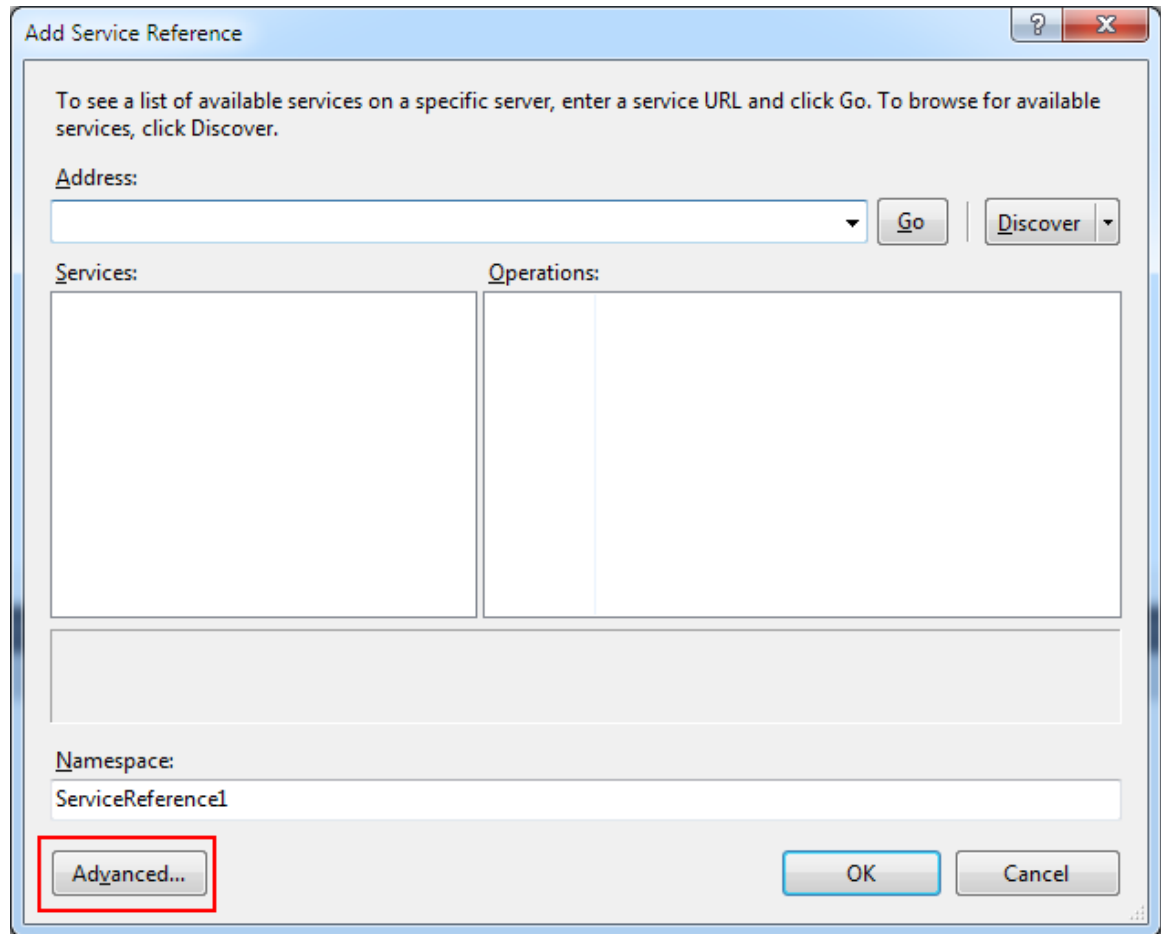 Add Service Reference
To see a list of available services on a specific server, enter a service URL and click Go. To browse for available
services, click Discover.
Address:
Go
Discover
Services:
Operations:
Namespace:
ServiceReference1
Advanced...
OK
Cancel